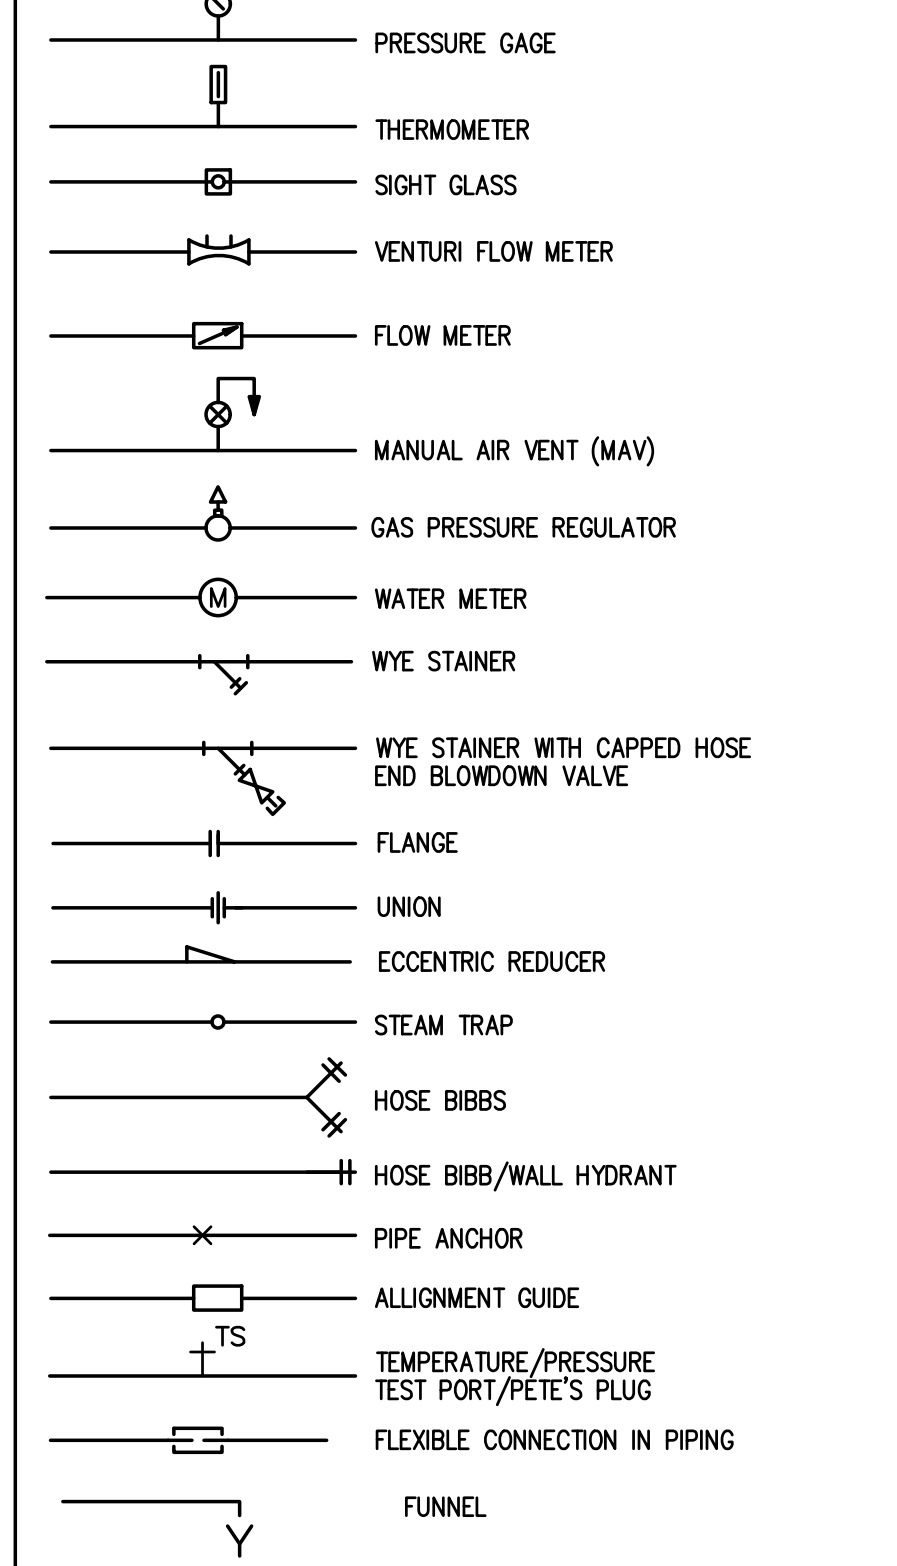 PRESSURE GAGE
THERMOMETER
SIGHT GLASS
VENTURI FLOW METER
FLOW METER
MANUAL AIR VENT (MAV)
GAS PRESSURE REGULATOR
M WATER METER
WYE STAINER
WYE STAINER WITH CAPPED HOSE
END BLOWDOWN VALVE
FLANGE
UNION
ECCENTRIC REDUCER
STEAM TRAP
HOSE BIBBS
HOSE BIBB/WALL HYDRANT
PIPE ANCHOR
ALLIGNMENT GUIDE
TS
TEMPERATURE/PRESSURE
TEST PORT/PETE'S PLUG
FLEXIBLE CONNECTION IN PIPING
FUNNEL